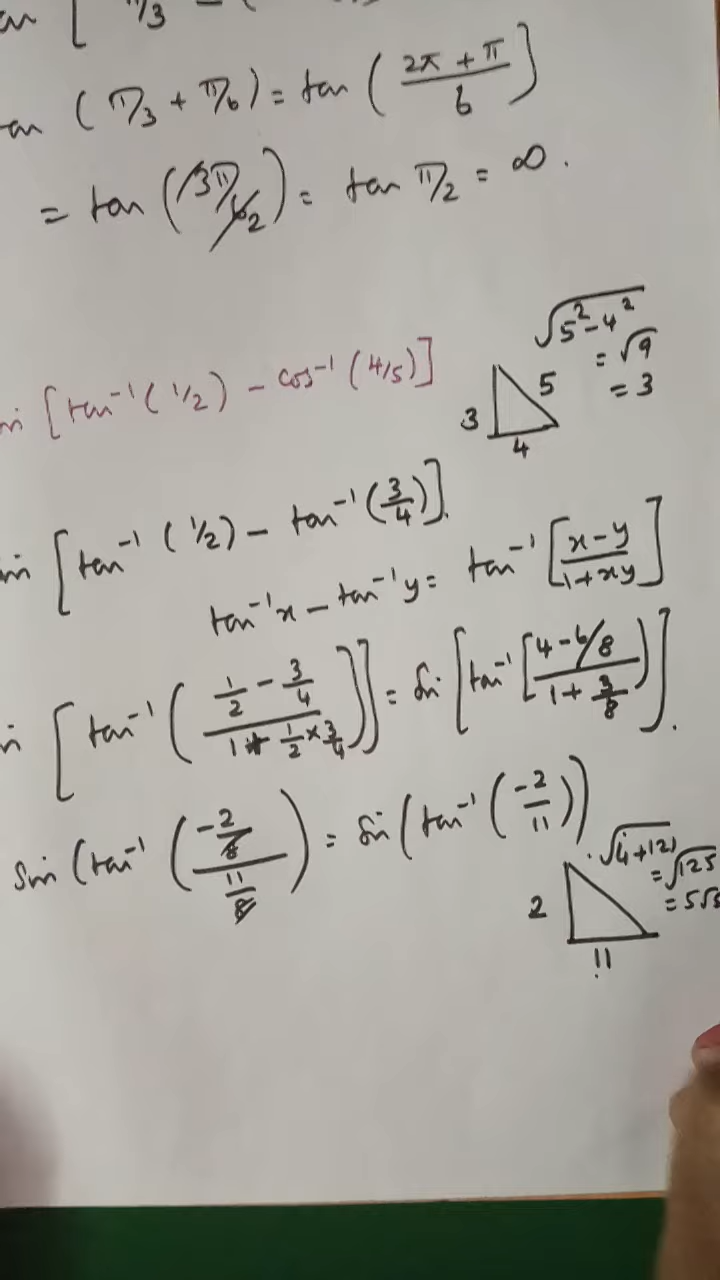 [ π/3 - (
(π/3 + π/6) = tan (2π + π / 6)
= tan (3π/6 2) = tan π/2 = ∞.
[tan⁻¹(1/2) - cos⁻¹(4/5)]
√5² - 4²
= √9
= 3
3 5
4
[tan⁻¹(1/2) - tan⁻¹(3/4)].
tan⁻¹x - tan⁻¹y = tan⁻¹[x-y / 1+xy]
[tan⁻¹(1/2 - 3/4 / 1 + 1/2 × 3/4)] = Sin [tan⁻¹[4-6/8 / 1 + 3/8)].
Sin (tan⁻¹(-2/8 / 11/8)) = Sin (tan⁻¹(-2/11))
√4+121
= √125
= 5√5
2
11